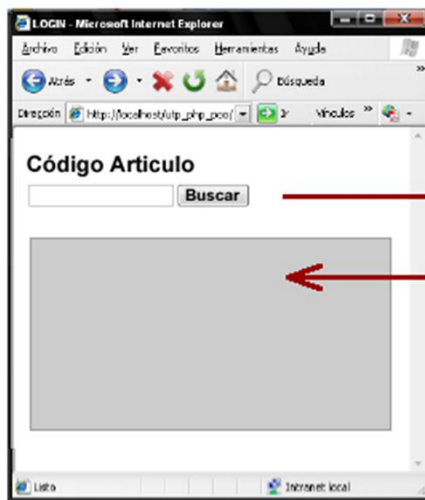 LOGIN - Microsoft Internet Explorer
Archivo Edición Ver Favoritos Herramientas Ayuda
Atrás Búsqueda »
Dirección http://localhost/utp_php_poo/ Ir Vínculos »
Código Articulo
Buscar
Listo Intranet local